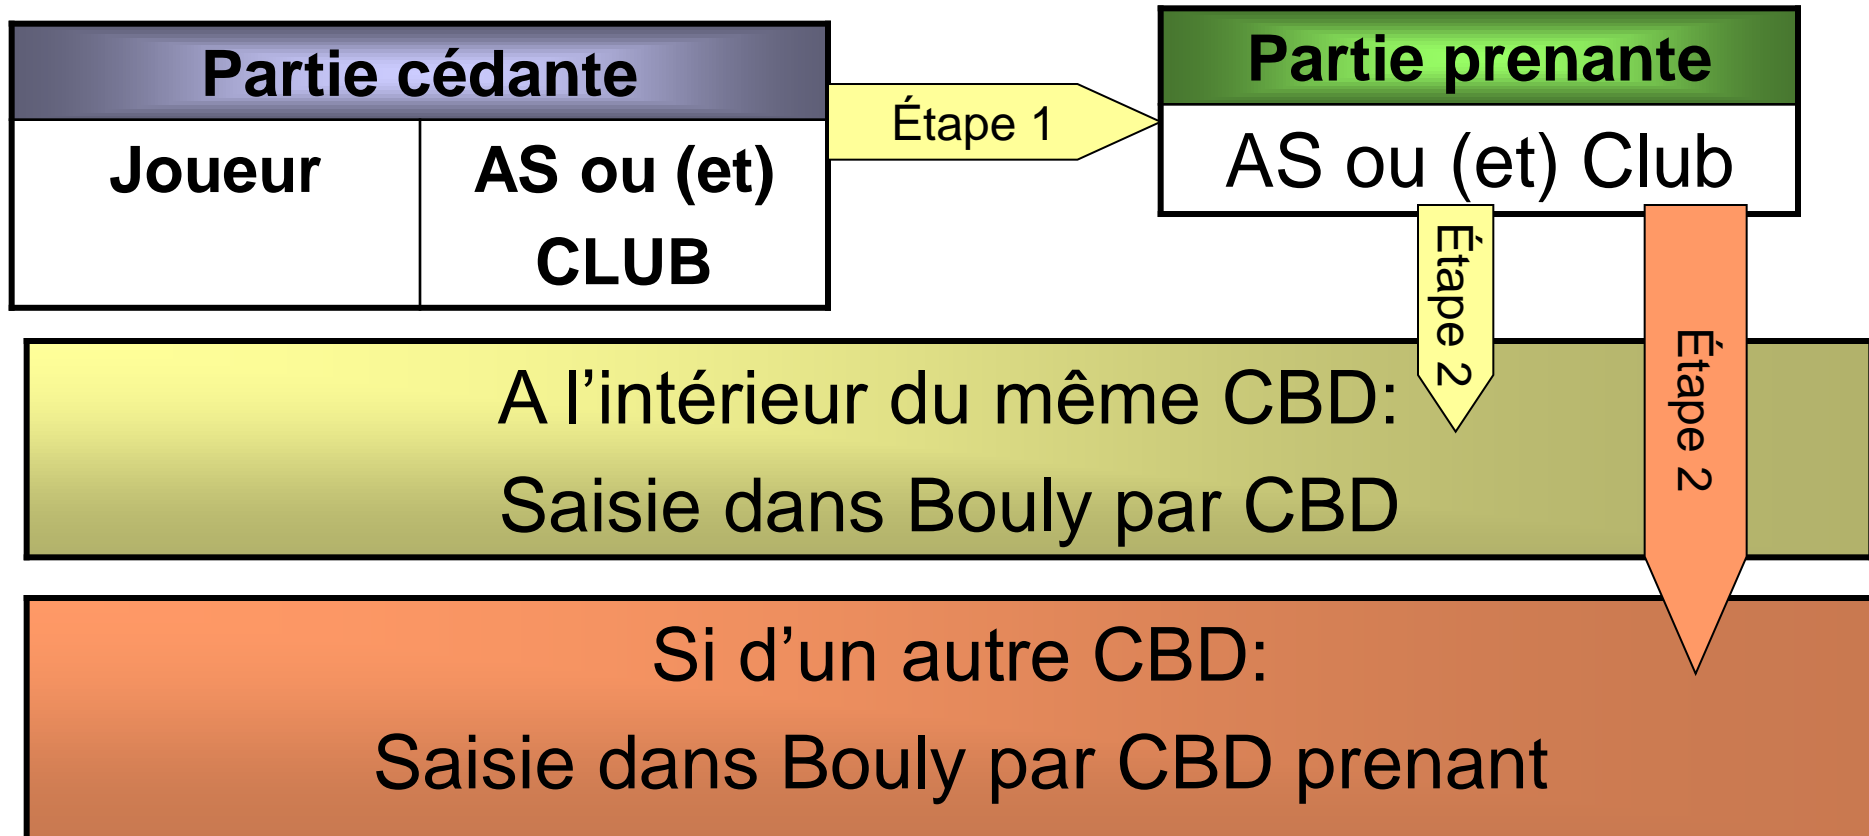 Partie cédante
Joueur
AS ou (et)
CLUB
Étape 1
Partie prenante
AS ou (et) Club
Étape 2
Étape 2
A l’intérieur du même CBD:
Saisie dans Bouly par CBD
Si d’un autre CBD:
Saisie dans Bouly par CBD prenant